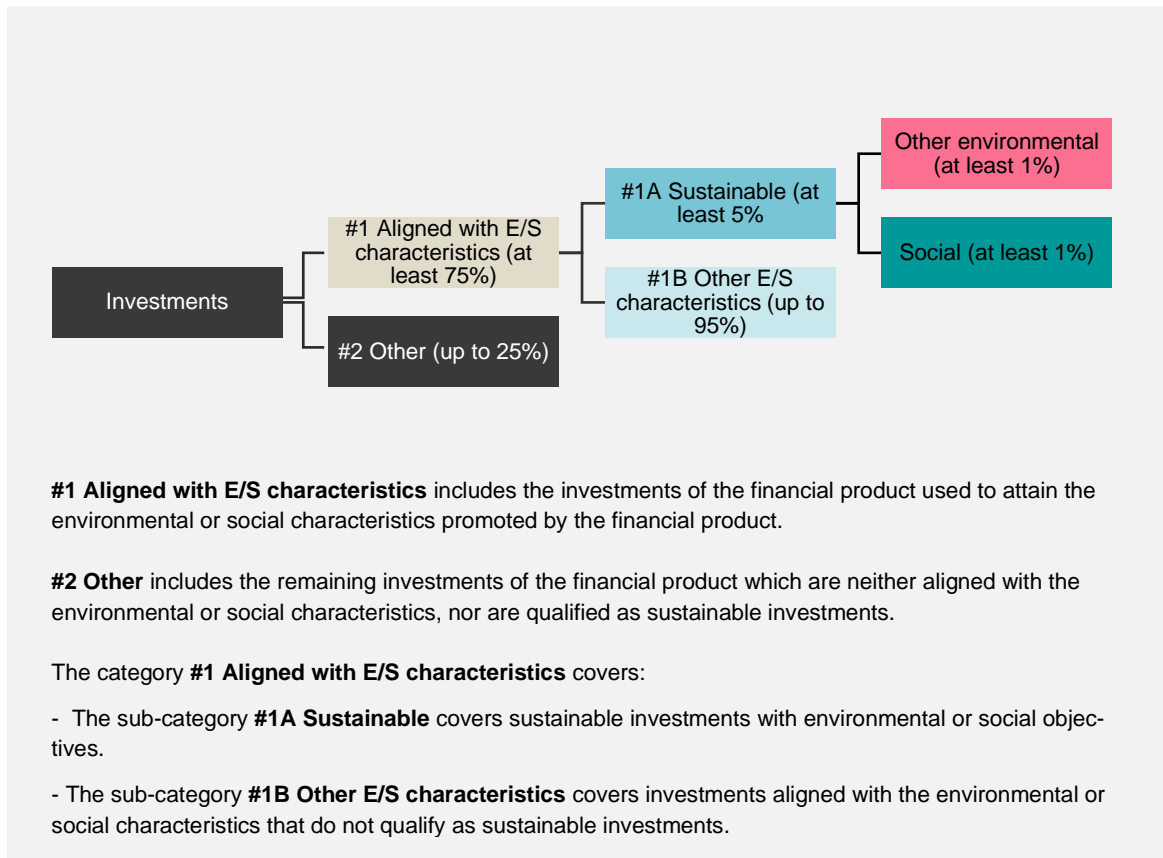 Investments
#1 Aligned with E/S
characteristics (at
least 75%)
#2 Other (up to 25%)
#1A Sustainable (at
least 5%
#1B Other E/S
characteristics (up to
95%)
Other environmental
(at least 1%)
Social (at least 1%)
#1 Aligned with E/S characteristics includes the investments of the financial product used to attain the
environmental or social characteristics promoted by the financial product.
#2 Other includes the remaining investments of the financial product which are neither aligned with the
environmental or social characteristics, nor are qualified as sustainable investments.
The category #1 Aligned with E/S characteristics covers:
- The sub-category #1A Sustainable covers sustainable investments with environmental or social objec-
tives.
- The sub-category #1B Other E/S characteristics covers investments aligned with the environmental or
social characteristics that do not qualify as sustainable investments.